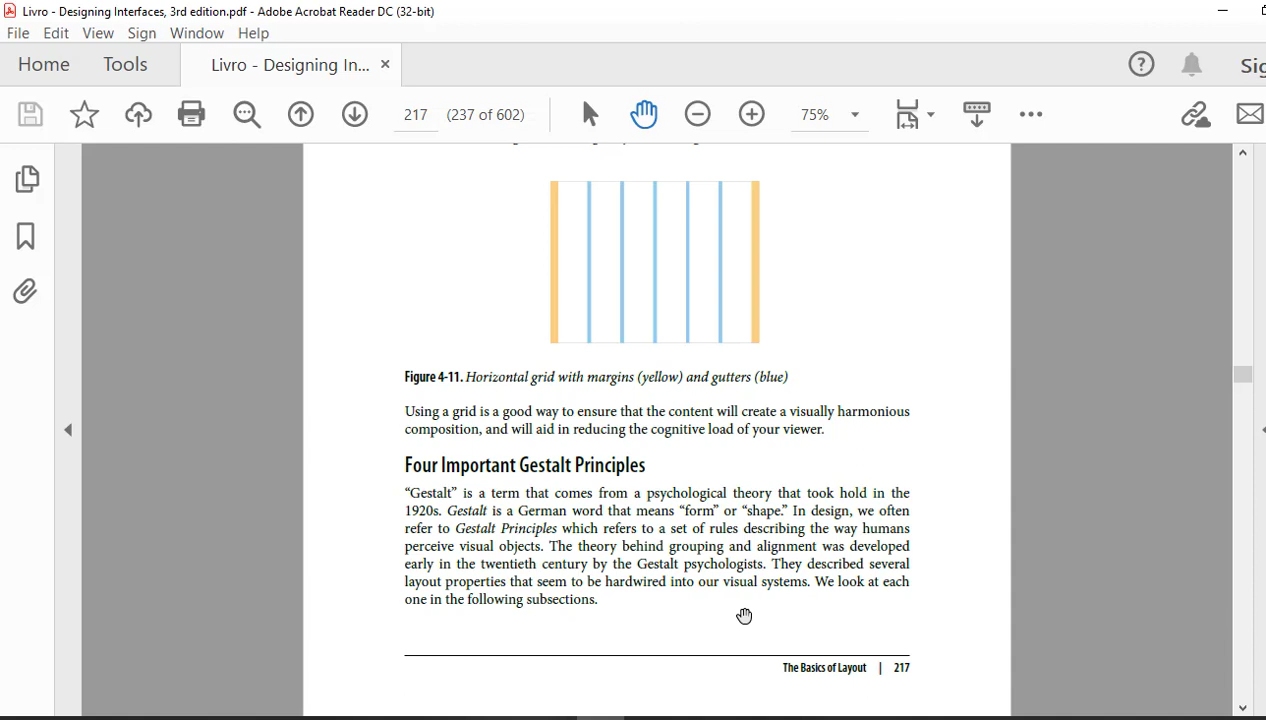 Livro - Designing Interfaces, 3rd edition.pdf - Adobe Acrobat Reader DC (32-bit)
File Edit View Sign Window Help
Home Tools Livro - Designing In... × ? Sig
217 (237 of 602) 75%
Figure 4-11. Horizontal grid with margins (yellow) and gutters (blue)
Using a grid is a good way to ensure that the content will create a visually harmonious
composition, and will aid in reducing the cognitive load of your viewer.
Four Important Gestalt Principles
“Gestalt” is a term that comes from a psychological theory that took hold in the
1920s. Gestalt is a German word that means “form” or “shape.” In design, we often
refer to Gestalt Principles which refers to a set of rules describing the way humans
perceive visual objects. The theory behind grouping and alignment was developed
early in the twentieth century by the Gestalt psychologists. They described several
layout properties that seem to be hardwired into our visual systems. We look at each
one in the following subsections.
The Basics of Layout | 217